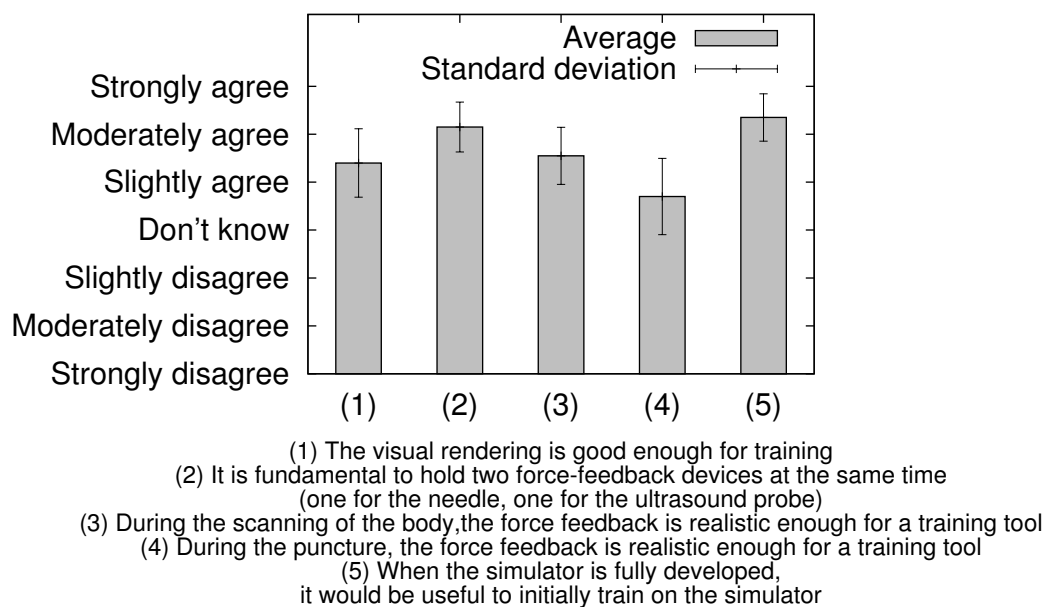 Average
Standard deviation
Strongly agree
Moderately agree
Slightly agree
Don't know
Slightly disagree
Moderately disagree
Strongly disagree
(1) (2) (3) (4) (5)
(1) The visual rendering is good enough for training
(2) It is fundamental to hold two force-feedback devices at the same time
(one for the needle, one for the ultrasound probe)
(3) During the scanning of the body,the force feedback is realistic enough for a training tool
(4) During the puncture, the force feedback is realistic enough for a training tool
(5) When the simulator is fully developed,
it would be useful to initially train on the simulator